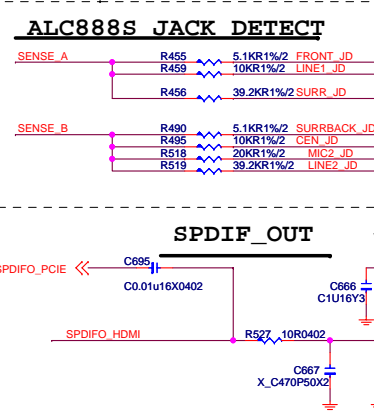 ALC888S JACK DETECT
SENSE_A R455 5.1KR1%/2 FRONT_JD
R459 10KR1%/2 LINE1_JD
R456 39.2KR1%/2 SURR_JD
SENSE_B R490 5.1KR1%/2 SURRBACK_JD
R495 10KR1%/2 CEN_JD
R518 20KR1%/2 MIC2_JD
R519 39.2KR1%/2 LINE2_JD
SPDIF_OUT
SPDIFO_PCIE C695
C0.01u16X0402
C666
C1U16Y3
SPDIFO_HDMI R527 10R0402
C667
X_C470P50X2